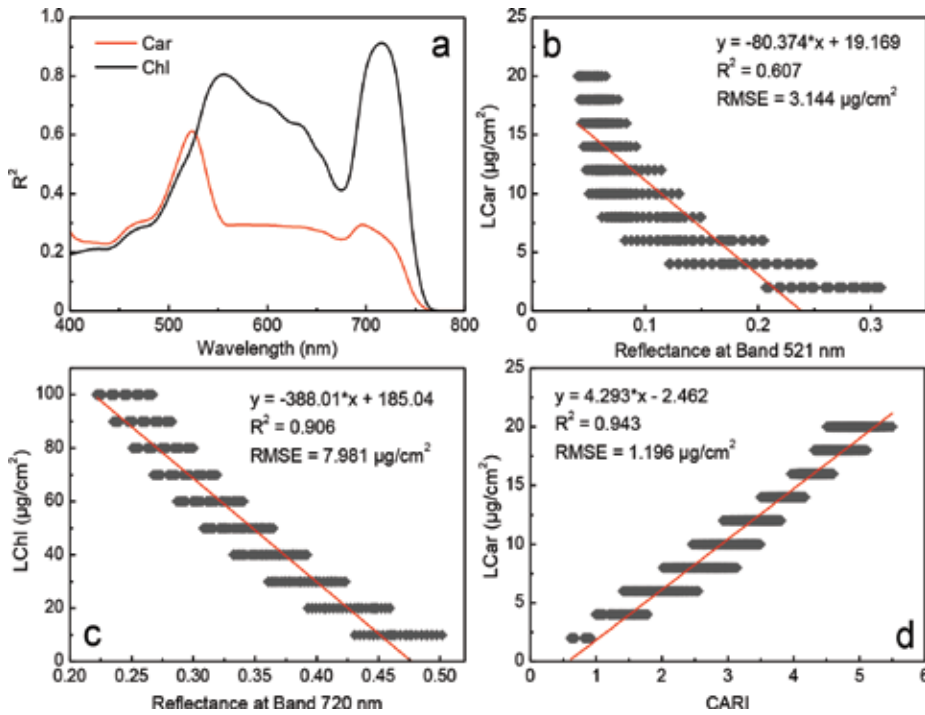 Car
Chl
a
R²
1.0
0.8
0.6
0.4
0.2
0
400 500 600 700 800
Wavelength (nm)
b
y = -80.374*x + 19.169
R² = 0.607
RMSE = 3.144 µg/cm²
LCar (µg/cm²)
25
20
15
10
5
0
0 0.1 0.2 0.3
Reflectance at Band 521 nm
y = -388.01*x + 185.04
R² = 0.906
RMSE = 7.981 µg/cm²
LChl (µg/cm²)
100
80
60
40
20
0
c
0.20 0.25 0.30 0.35 0.40 0.45 0.50
Reflectance at Band 720 nm
y = 4.293*x - 2.462
R² = 0.943
RMSE = 1.196 µg/cm²
LCar (µg/cm²)
25
20
15
10
5
0
d
0 1 2 3 4 5 6
CARI